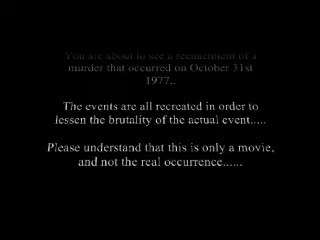 You are about to see a reenactment of a
murder that occurred on October 31st
1977..
The events are all recreated in order to
lessen the brutality of the actual event.....
Please understand that this is only a movie,
and not the real occurrence......